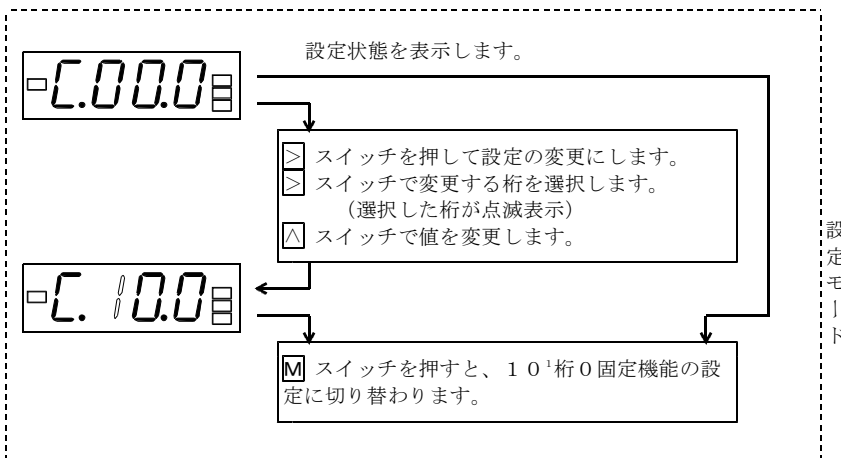 設定状態を表示します。
C.00.0
> スイッチを押して設定の変更にします。
> スイッチで変更する桁を選択します。
（選択した桁が点滅表示）
∧ スイッチで値を変更します。
C.10.0
M スイッチを押すと、１０¹桁０固定機能の設
定に切り替わります。
設
定
モ
ー
ド